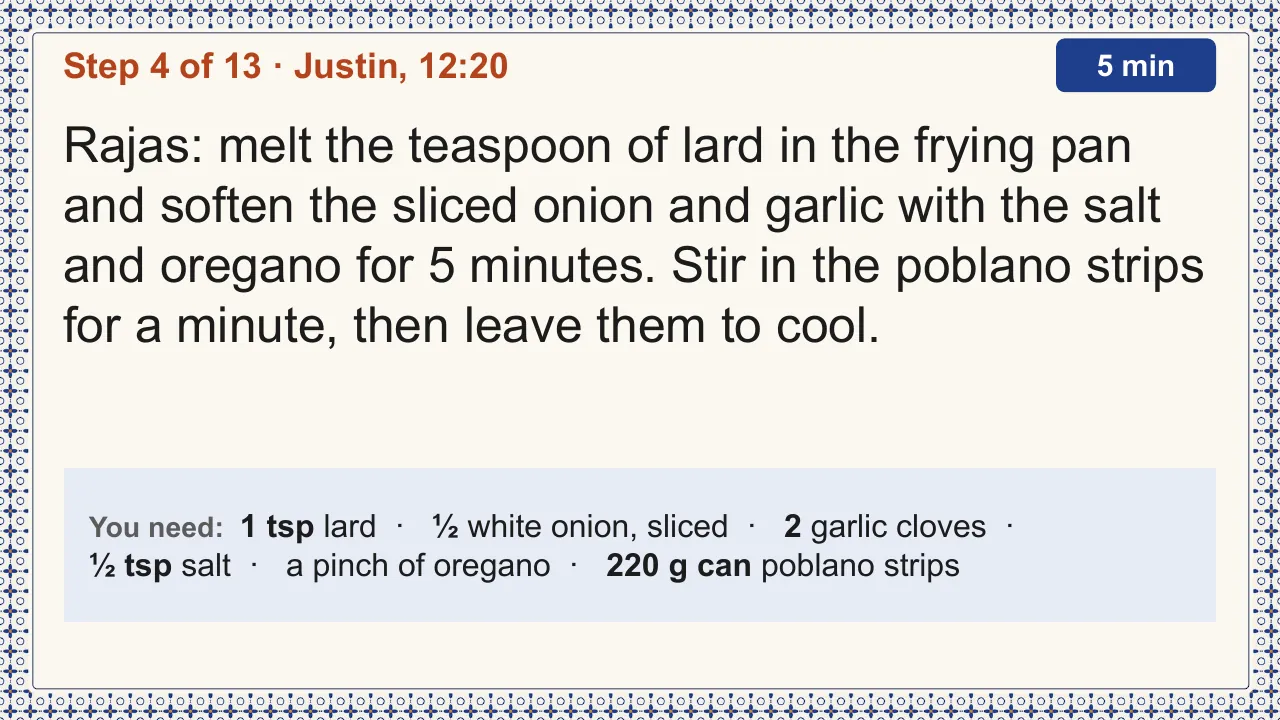 Step 4 of 13 · Justin, 12:20
5 min
Rajas: melt the teaspoon of lard in the frying pan
and soften the sliced onion and garlic with the salt
and oregano for 5 minutes. Stir in the poblano strips
for a minute, then leave them to cool.
You need: 1 tsp lard · ½ white onion, sliced · 2 garlic cloves ·
½ tsp salt · a pinch of oregano · 220 g can poblano strips